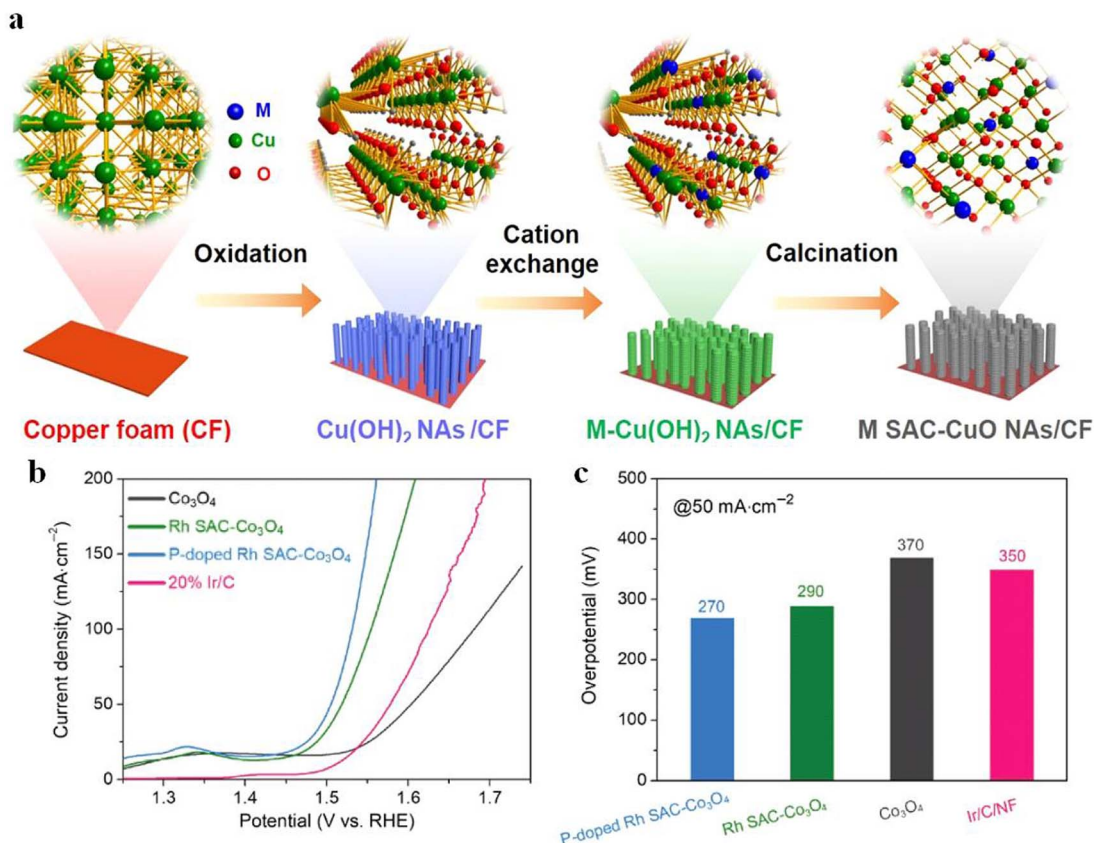 a
M
Cu
O
Oxidation
Cation
exchange
Calcination
Copper foam (CF)
Cu(OH)₂ NAs /CF
M-Cu(OH)₂ NAs/CF
M SAC-CuO NAs/CF
b
200
150
100
50
0
Current density (mA·cm⁻²)
Co₃O₄
Rh SAC-Co₃O₄
P-doped Rh SAC-Co₃O₄
20% Ir/C
1.3
1.4
1.5
1.6
1.7
Potential (V vs. RHE)
c
500
400
300
200
100
0
Overpotential (mV)
@50 mA·cm⁻²
270
290
370
350
P-doped Rh SAC-Co₃O₄
Rh SAC-Co₃O₄
Co₃O₄
Ir/C/NF